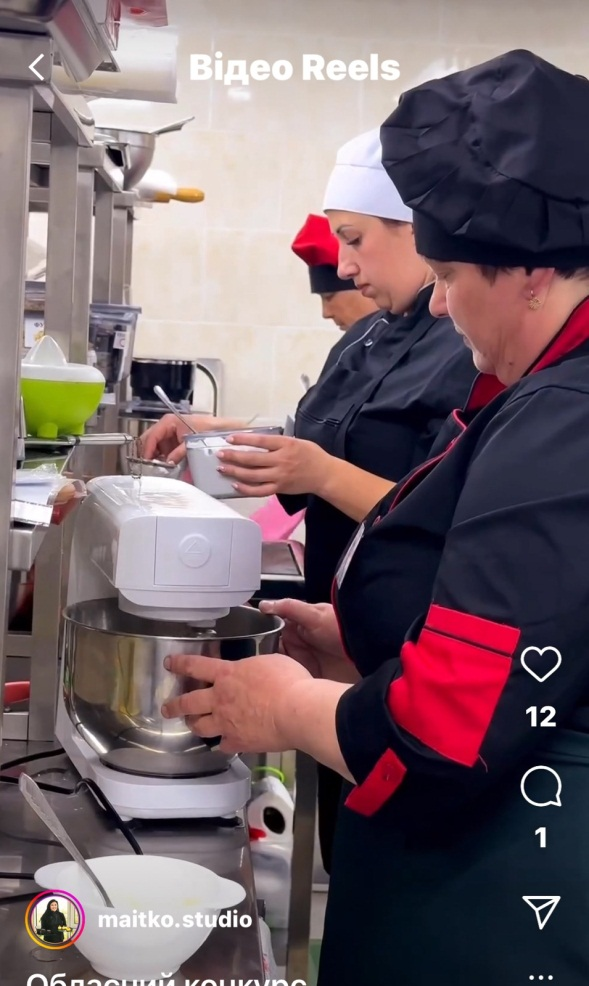 Відео Reels
12
1
maitko.studio
Обласний конкурс
...